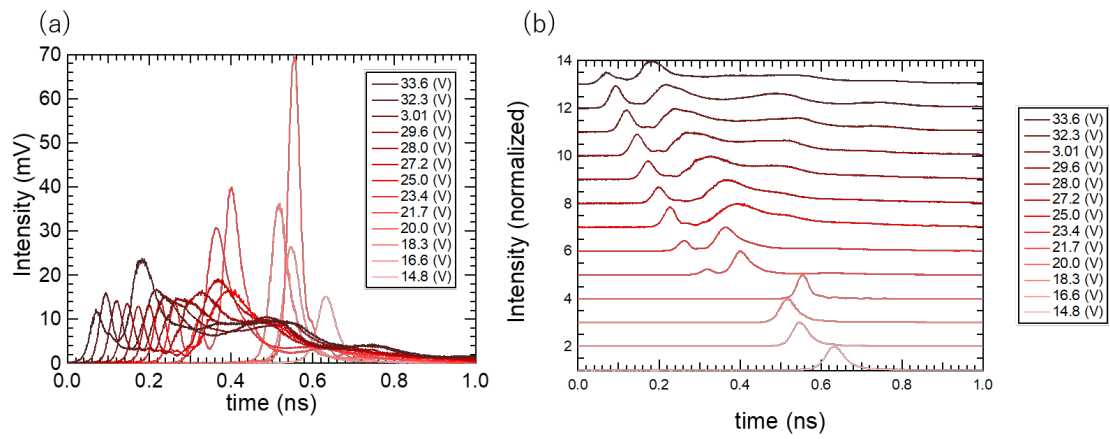 (a)
70
60
50
40
30
20
10
0
Intensity (mV)
0.0 0.2 0.4 0.6 0.8 1.0
time (ns)
33.6 (V)
32.3 (V)
3.01 (V)
29.6 (V)
28.0 (V)
27.2 (V)
25.0 (V)
23.4 (V)
21.7 (V)
20.0 (V)
18.3 (V)
16.6 (V)
14.8 (V)
(b)
14
12
10
8
6
4
2
Intensity (normalized)
0.0 0.2 0.4 0.6 0.8 1.0
time (ns)
33.6 (V)
32.3 (V)
3.01 (V)
29.6 (V)
28.0 (V)
27.2 (V)
25.0 (V)
23.4 (V)
21.7 (V)
20.0 (V)
18.3 (V)
16.6 (V)
14.8 (V)